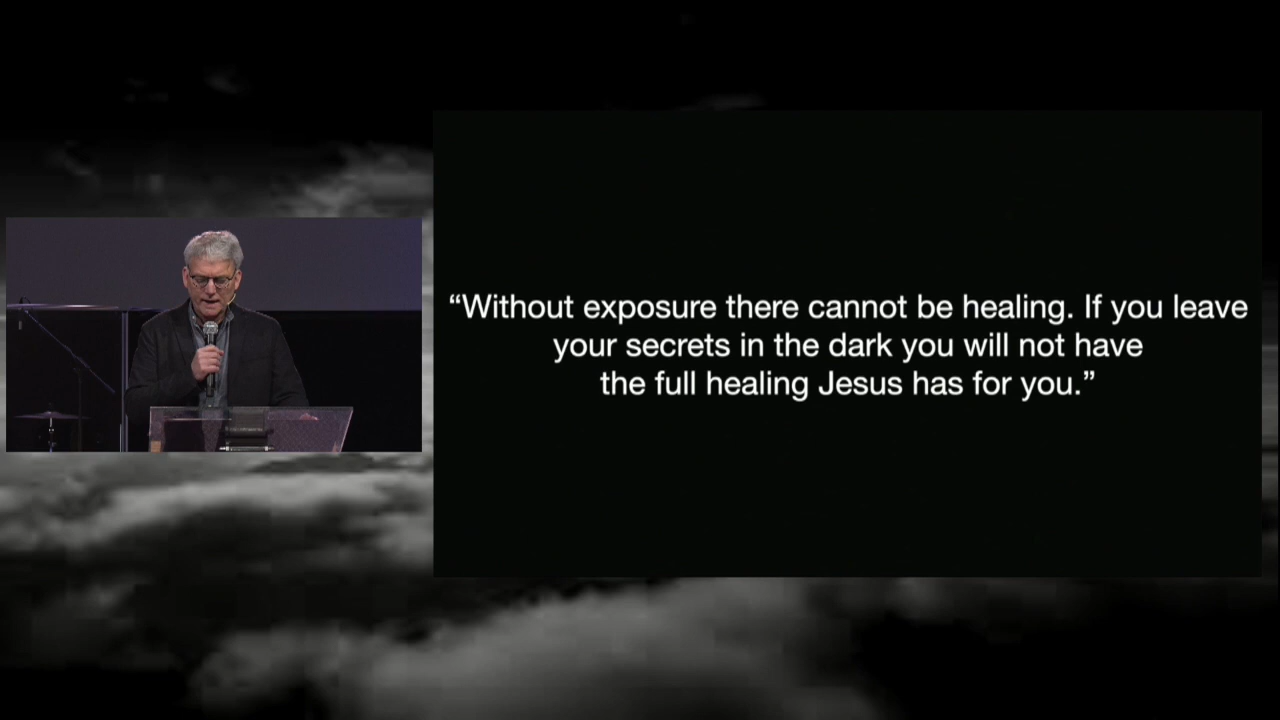 “Without exposure there cannot be healing. If you leave
your secrets in the dark you will not have
the full healing Jesus has for you.”